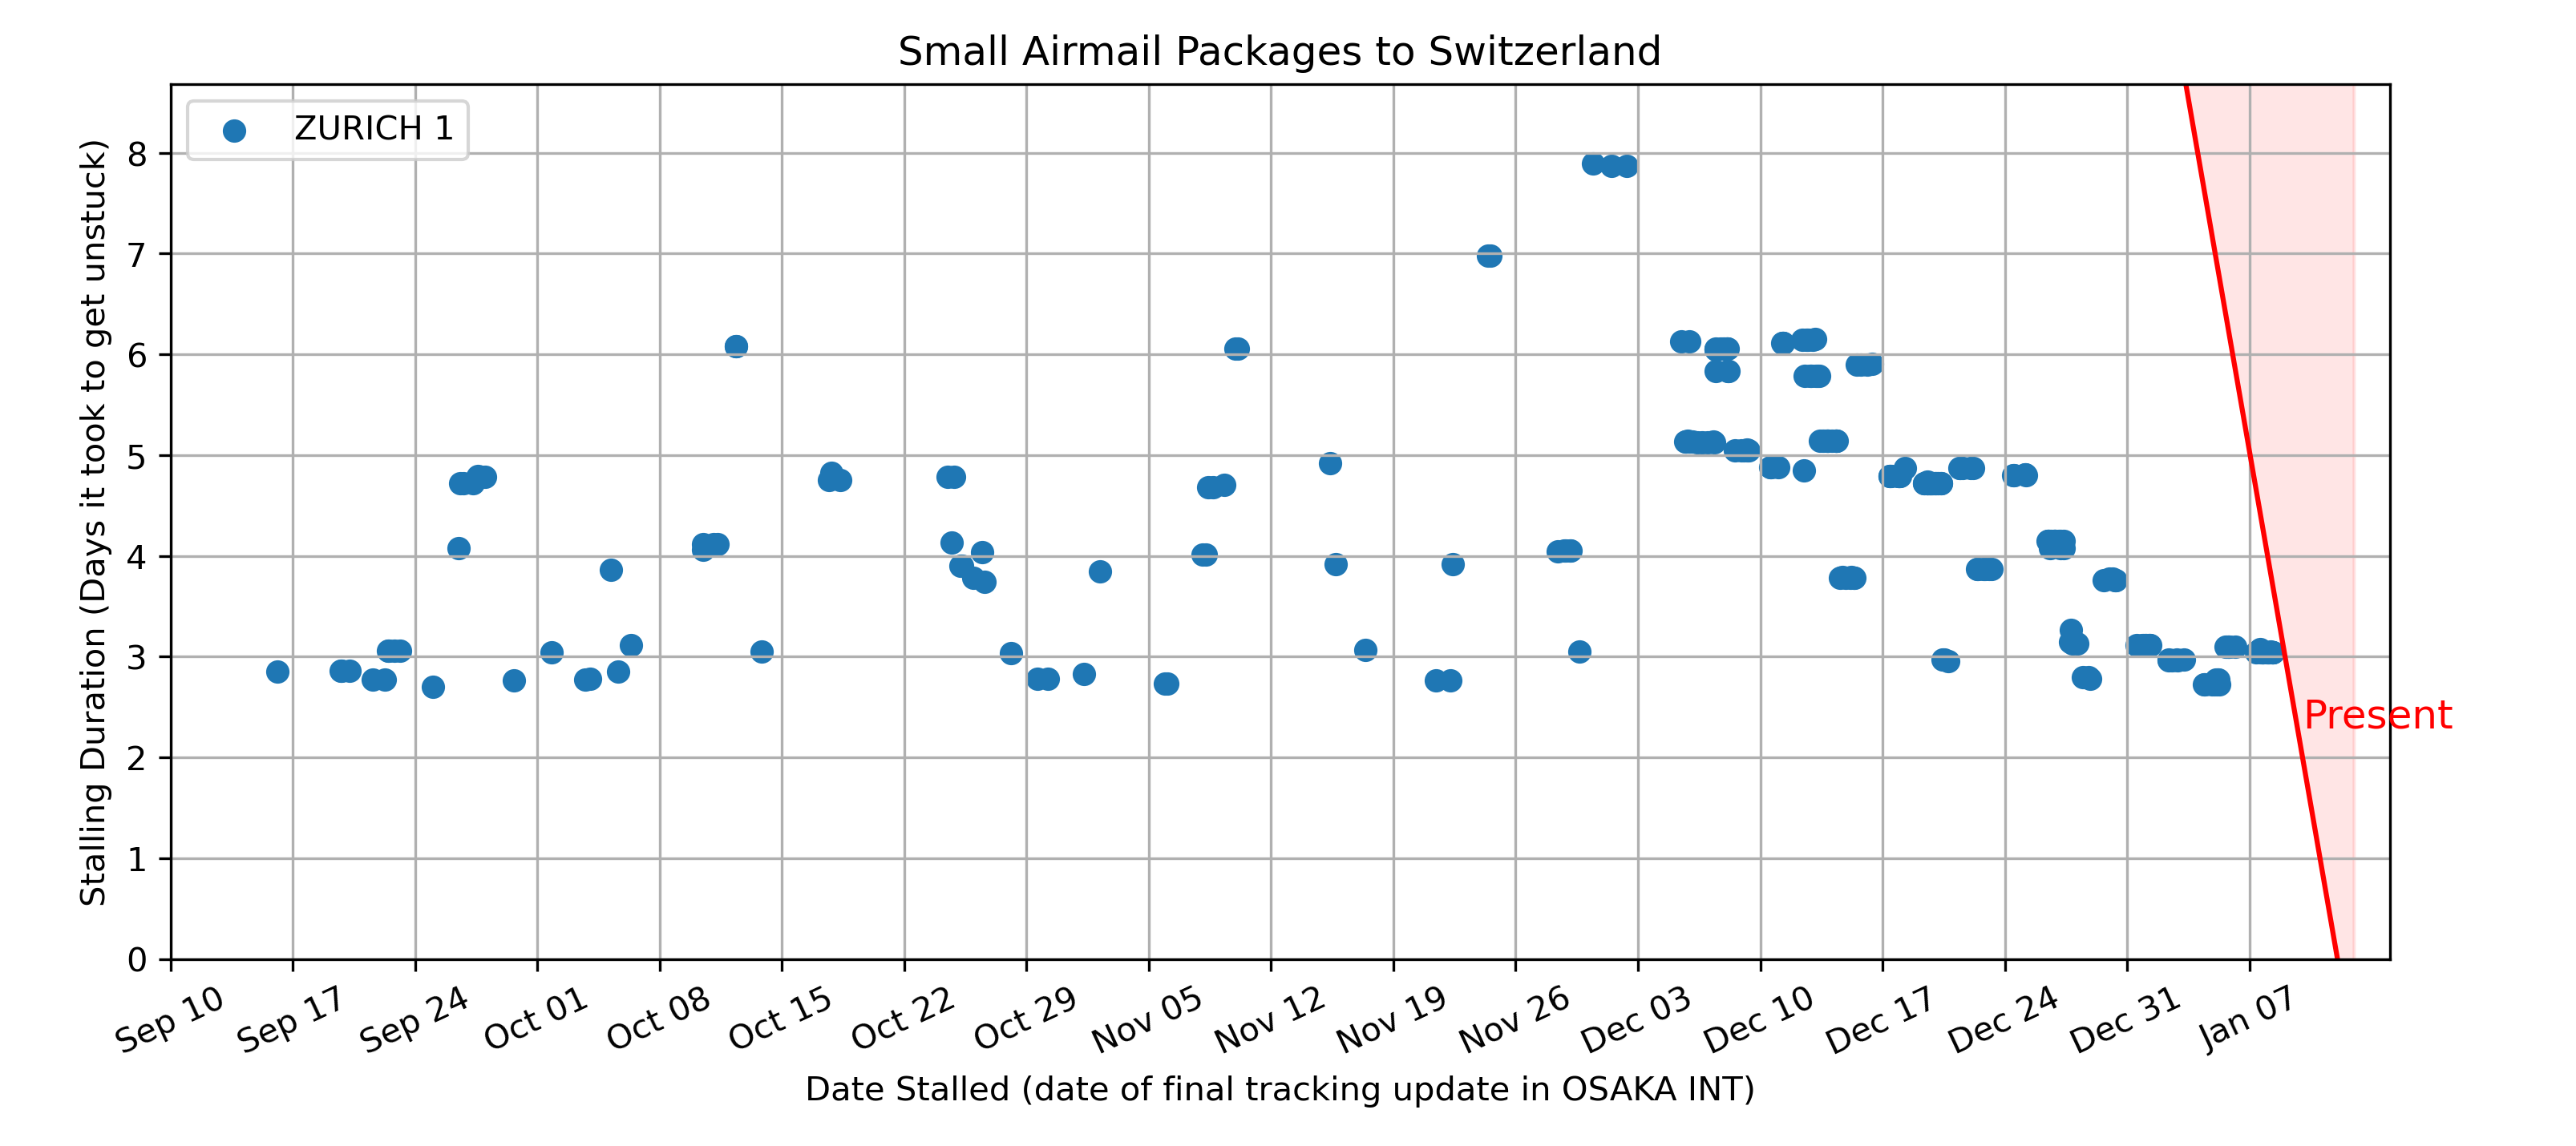 Small Airmail Packages to Switzerland
ZURICH 1
Stalling Duration (Days it took to get unstuck)
8
7
6
5
4
3
2
1
0
Present
Sep 10
Sep 17
Sep 24
Oct 01
Oct 08
Oct 15
Oct 22
Oct 29
Nov 05
Nov 12
Nov 19
Nov 26
Dec 03
Dec 10
Dec 17
Dec 24
Dec 31
Jan 07
Date Stalled (date of final tracking update in OSAKA INT)